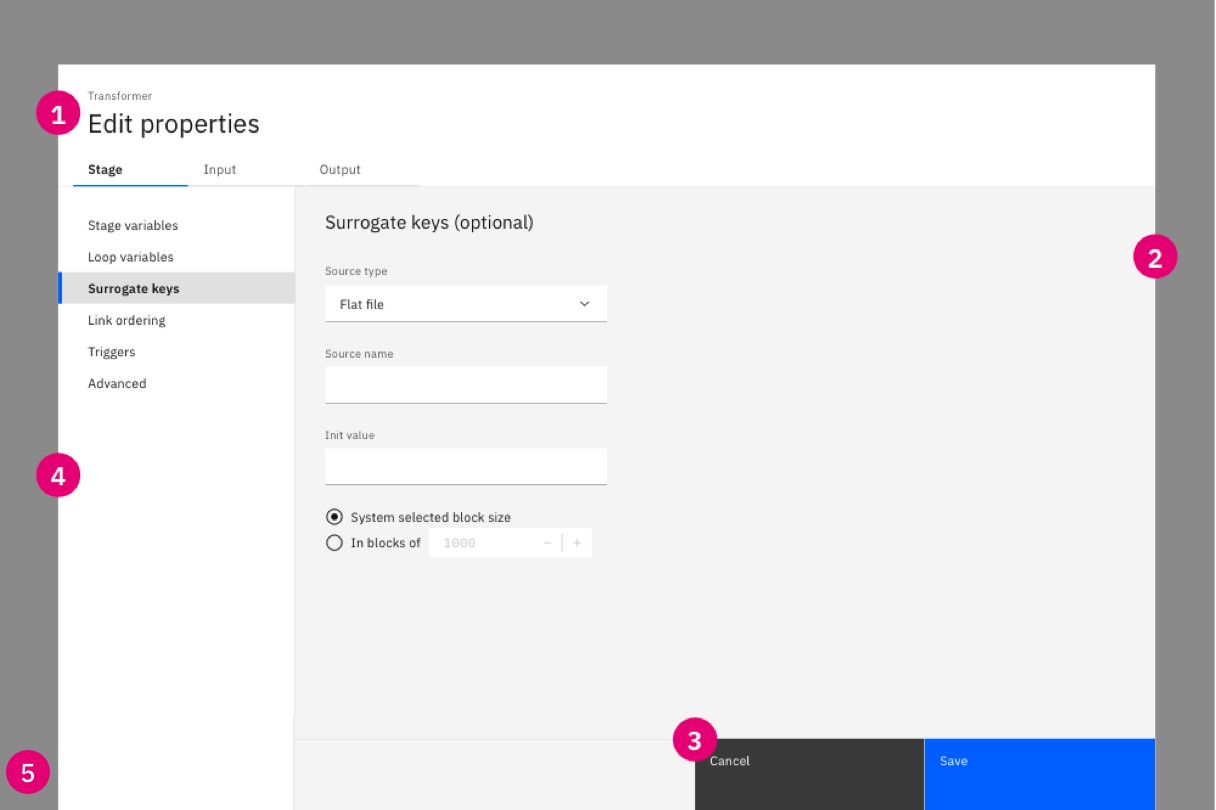 Transformer
1
Edit properties
Stage Input Output
Stage variables
Loop variables
Surrogate keys
Link ordering
Triggers
Advanced
4
5
Surrogate keys (optional)
2
Source type
Flat file
Source name
Init value
System selected block size
In blocks of 1000 − +
3
Cancel
Save